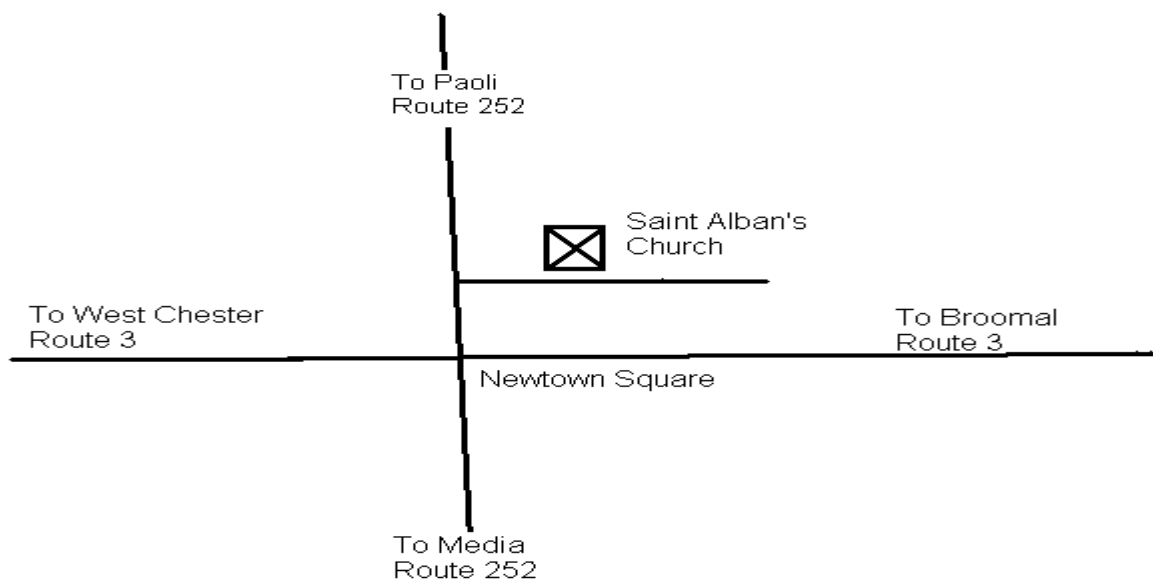 To Paoli
Route 252
Saint Alban's
Church
To West Chester
Route 3
To Broomal
Route 3
Newtown Square
To Media
Route 252